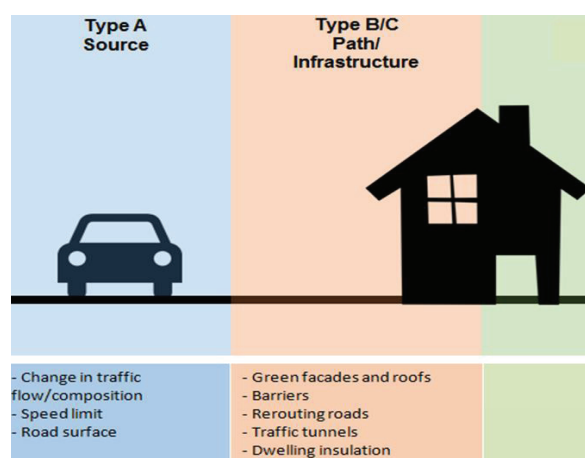 Type A
Source
Type B/C
Path/
Infrastructure
- Change in traffic
flow/composition
- Speed limit
- Road surface
- Green facades and roofs
- Barriers
- Rerouting roads
- Traffic tunnels
- Dwelling insulation